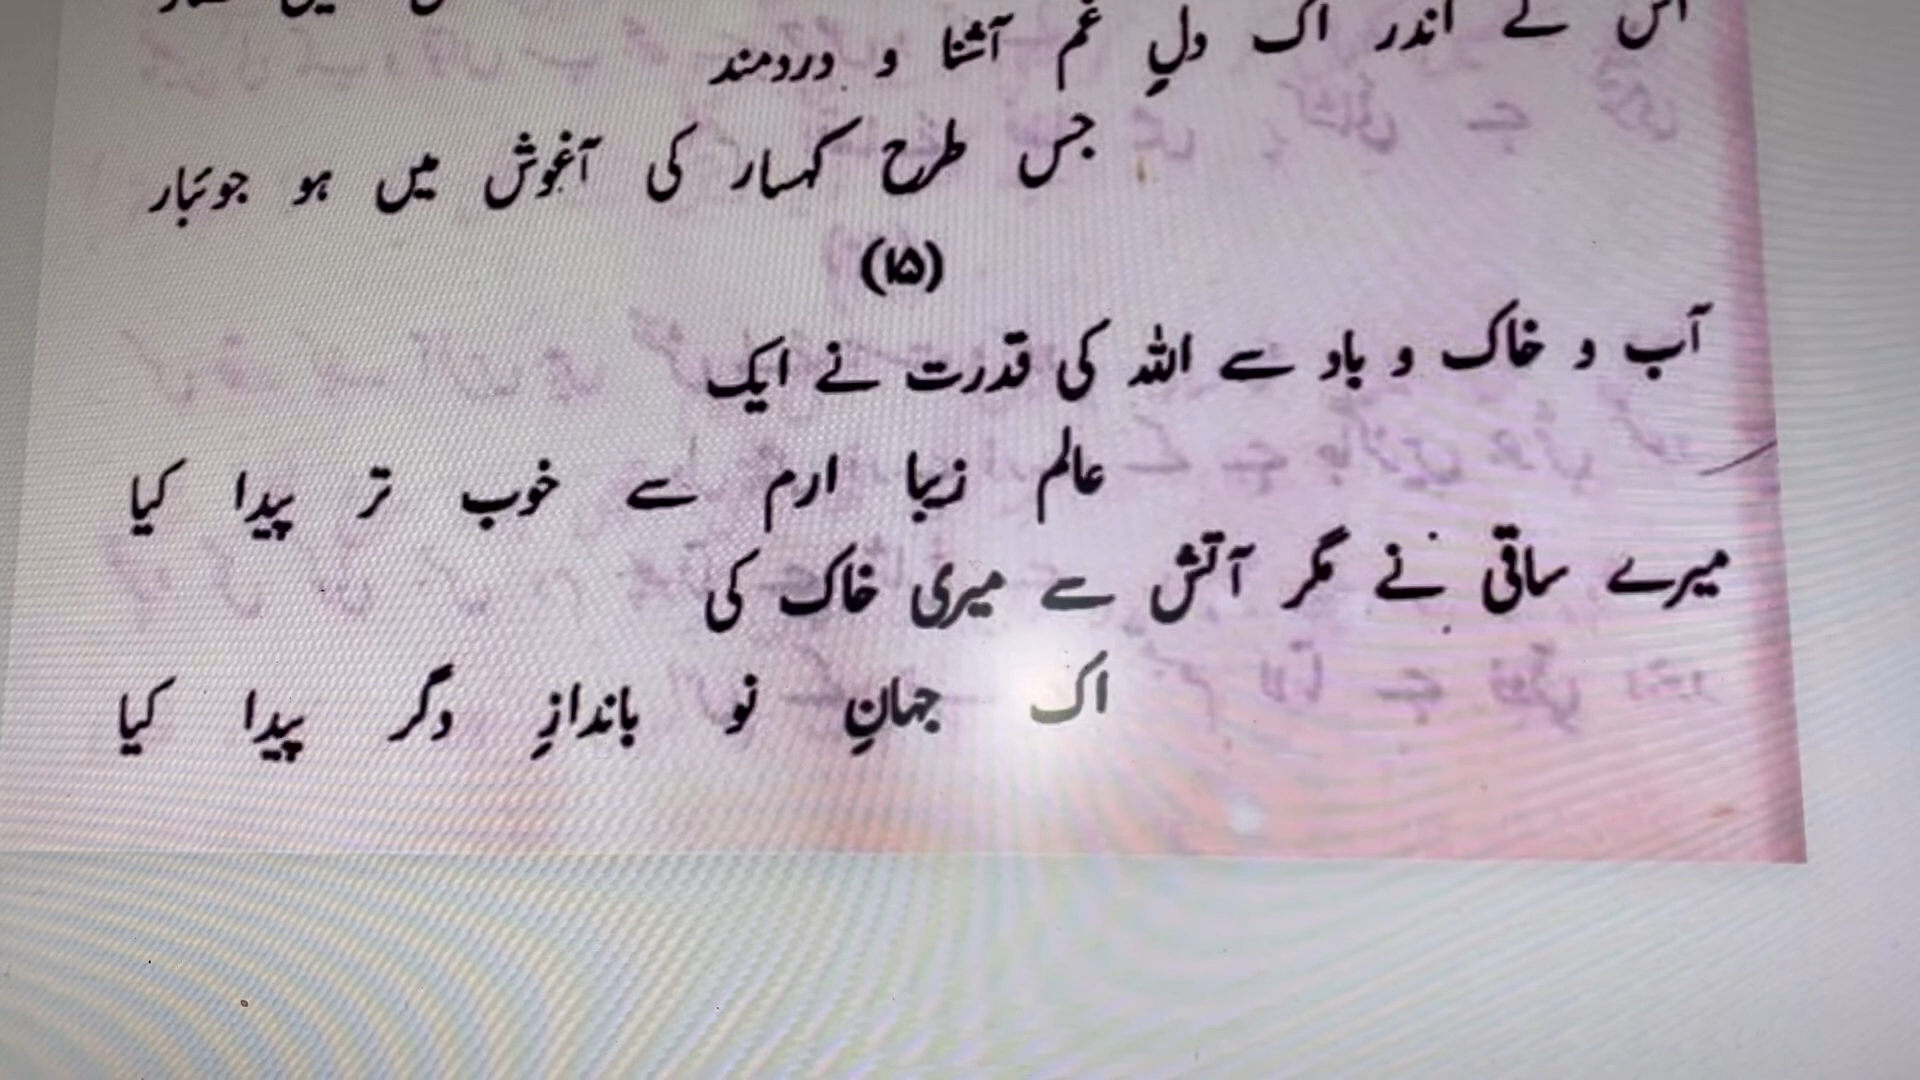 اس کے اندر اک دلِ غم آشنا و دردمند
جس طرح کہسار کی آغوش میں ہو جوئبار
(۱۵)
آب و خاک و باد سے اللہ کی قدرت نے ایک
عالم زیبا ارم سے خوب تر پیدا کیا
میرے ساقی نے مگر آتش سے میری خاک کی
اک جہانِ نو باندازِ دگر پیدا کیا